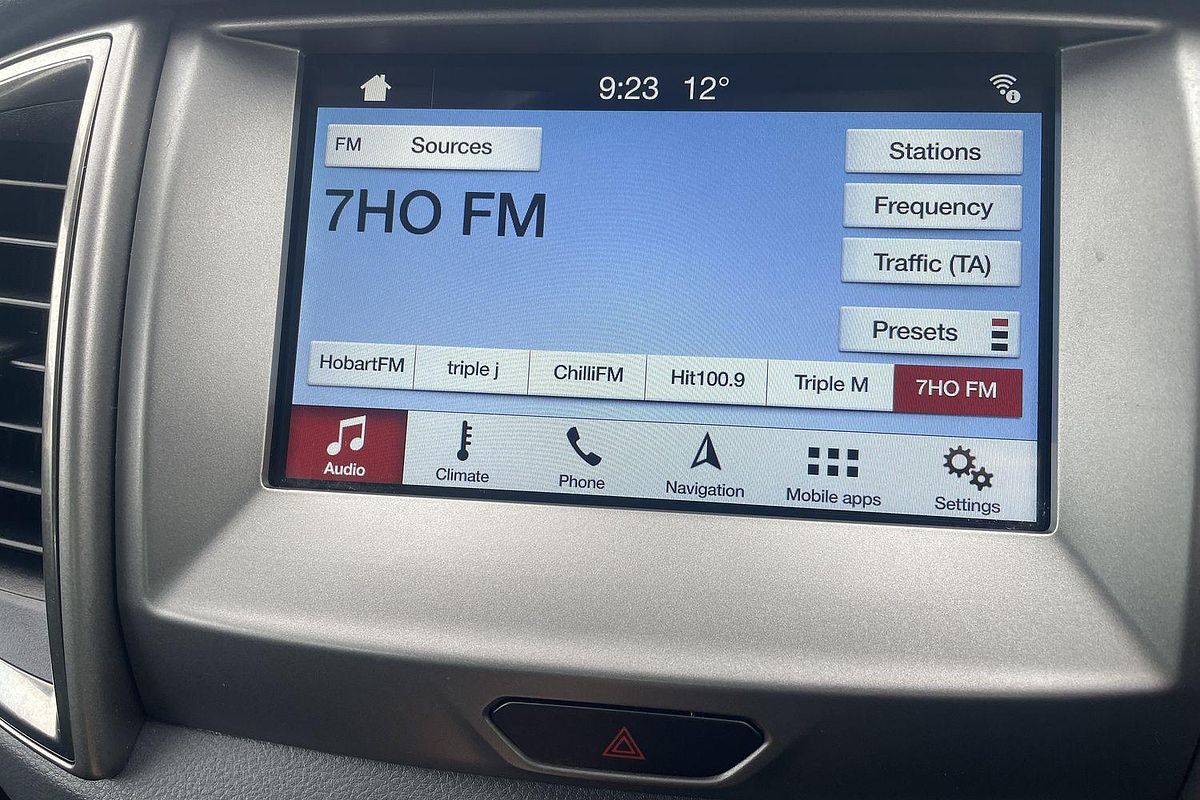 9:23 12°
FM Sources
7HO FM
Stations
Frequency
Traffic (TA)
Presets
HobartFM triple j ChilliFM Hit100.9 Triple M 7HO FM
Audio Climate Phone Navigation Mobile apps Settings